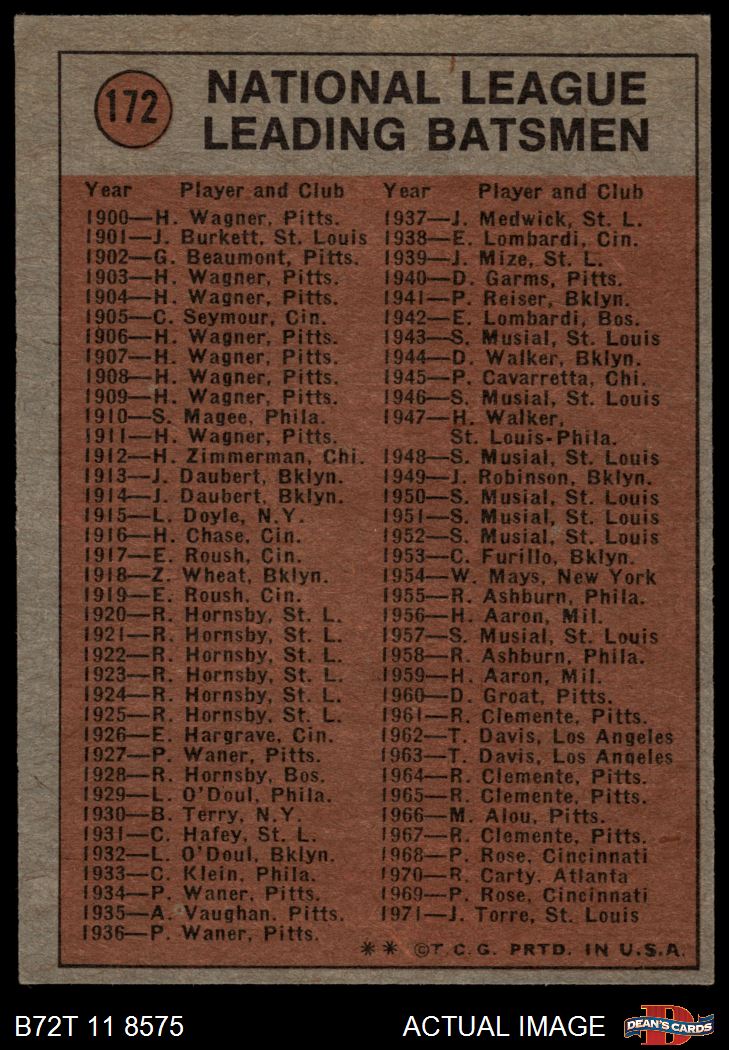 172
NATIONAL LEAGUE
LEADING BATSMEN
Year Player and Club
1900—H. Wagner, Pitts.
1901—J. Burkett, St. Louis
1902—G. Beaumont, Pitts.
1903—H. Wagner, Pitts.
1904—H. Wagner, Pitts.
1905—C. Seymour, Cin.
1906—H. Wagner, Pitts.
1907—H. Wagner, Pitts.
1908—H. Wagner, Pitts.
1909—H. Wagner, Pitts.
1910—S. Magee, Phila.
1911—H. Wagner, Pitts.
1912—H. Zimmerman, Chi.
1913—J. Daubert, Bklyn.
1914—J. Daubert, Bklyn.
1915—L. Doyle, N.Y.
1916—H. Chase, Cin.
1917—E. Roush, Cin.
1918—Z. Wheat, Bklyn.
1919—E. Roush. Cin.
1920—R. Hornsby, St. L.
1921—R. Hornsby, St. L.
1922—R. Hornsby, St. L.
1923—R. Hornsby, St. L.
1924—R. Hornsby, St. L.
1925—R. Hornsby, St. L.
1926—E. Hargrave, Cin.
1927—P. Waner, Pitts.
1928—R. Hornsby, Bos.
1929—L. O'Doul, Phila.
1930—B. Terry, N.Y.
1931—C. Hafey, St. L.
1932—L. O'Doul, Bklyn.
1933—C. Klein, Phila.
1934—P. Waner, Pitts.
1935—A. Vaughan. Pitts.
1936—P. Waner, Pitts.
Year Player and Club
1937—J. Medwick, St. L.
1938—E. Lombardi, Cin.
1939—J. Mize, St. L.
1940—D. Garms, Pitts.
1941—P. Reiser, Bklyn.
1942—E. Lombardi, Bos.
1943—S. Musial, St. Louis
1944—D. Walker, Bklyn.
1945—P. Cavarretta, Chi.
1946—S. Musial, St. Louis
1947—H. Walker,
St. Louis-Phila.
1948—S. Musial, St. Louis
1949—J. Robinson, Bklyn.
1950—S. Musial, St. Louis
1951—S. Musial, St. Louis
1952—S. Musial, St. Louis
1953—C. Furillo, Bklyn.
1954—W. Mays, New York
1955—R. Ashburn, Phila.
1956—H. Aaron, Mil.
1957—S. Musial, St. Louis
1958—R. Ashburn, Phila.
1959—H. Aaron, Mil.
1960—D. Groat, Pitts.
1961—R. Clemente, Pitts.
1962—T. Davis, Los Angeles
1963—T. Davis, Los Angeles
1964—R. Clemente, Pitts.
1965—R. Clemente, Pitts.
1966—M. Alou, Pitts.
1967—R. Clemente, Pitts.
1968—P. Rose, Cincinnati
1970—R. Carty. Atlanta
1969—P. Rose, Cincinnati
1971—J. Torre, St. Louis
** ©T.C.G. PRTD. IN U.S.A.
B72T 11 8575 ACTUAL IMAGE
DEAN'S CARDS